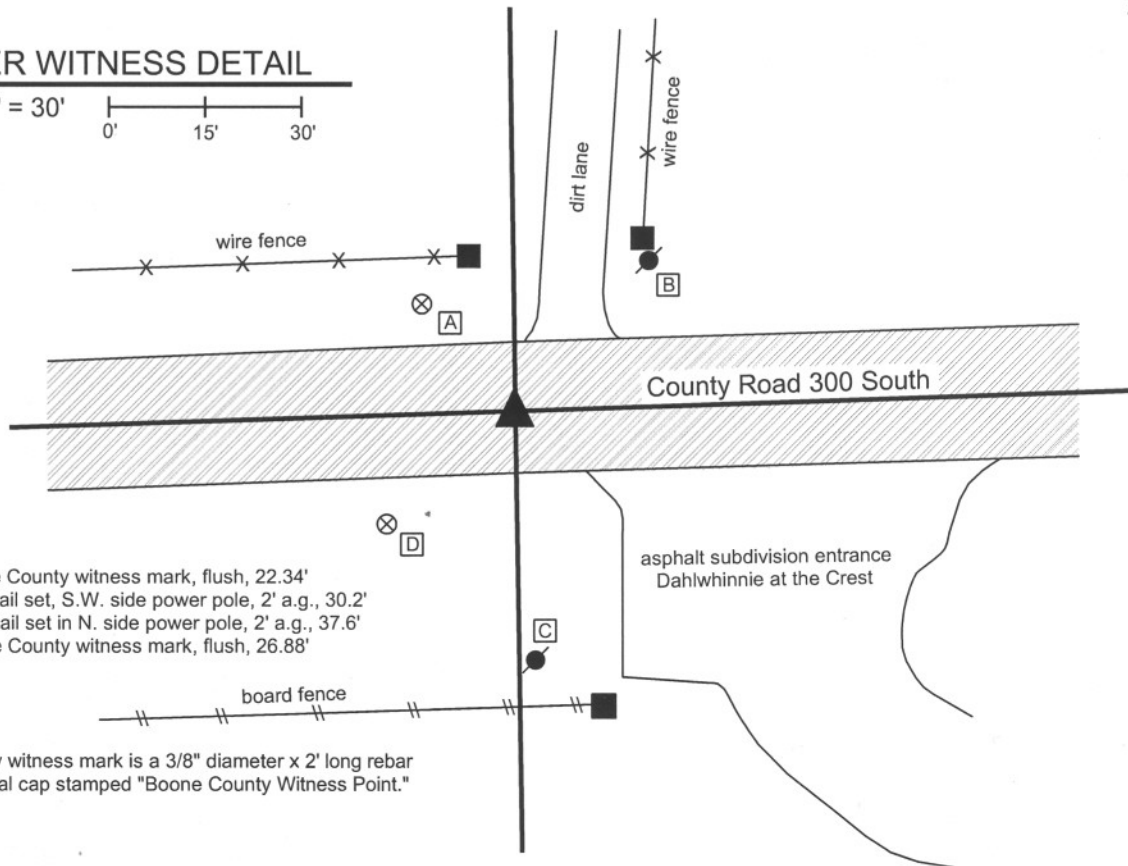 ER WITNESS DETAIL
' = 30'
0' 15' 30'
wire fence
dirt lane
wire fence
A
B
County Road 300 South
D
asphalt subdivision entrance
Dahlwhinnie at the Crest
e County witness mark, flush, 22.34'
ail set, S.W. side power pole, 2' a.g., 30.2'
ail set in N. side power pole, 2' a.g., 37.6'
e County witness mark, flush, 26.88'
C
board fence
y witness mark is a 3/8" diameter x 2' long rebar
al cap stamped "Boone County Witness Point."